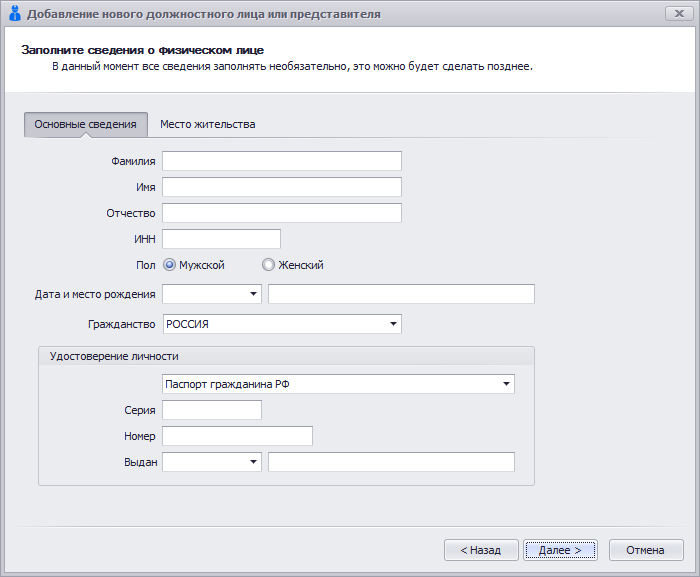 Добавление нового должностного лица или представителя
Заполните сведения о физическом лице
В данный момент все сведения заполнять необязательно, это можно будет сделать позднее.
Основные сведения Место жительства
Фамилия
Имя
Отчество
ИНН
Пол Мужской Женский
Дата и место рождения
Гражданство РОССИЯ
Удостоверение личности
Паспорт гражданина РФ
Серия
Номер
Выдан
< Назад Далее > Отмена